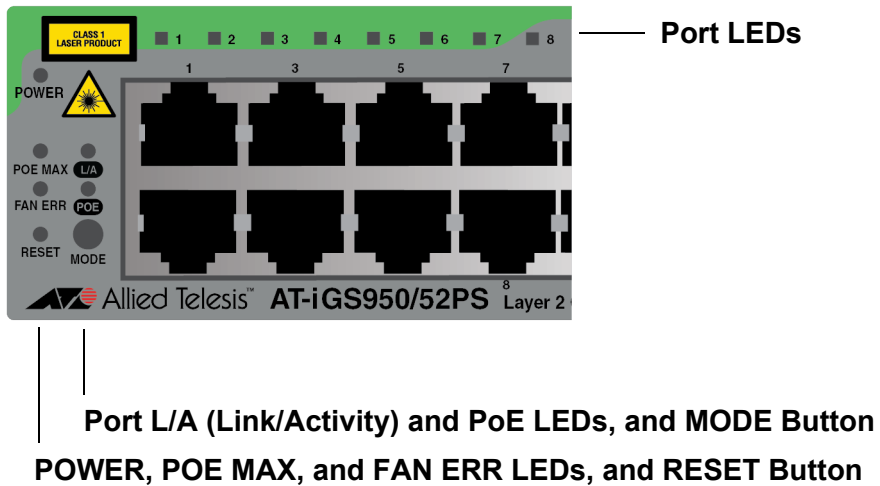 CLASS 1
LASER PRODUCT
1 2 3 4 5 6 7 8
Port LEDs
1 3 5 7
POWER
POE MAX L/A
FAN ERR POE
RESET MODE
Allied Telesis™ AT-iGS950/52PS
8
Layer 2
Port L/A (Link/Activity) and PoE LEDs, and MODE Button
POWER, POE MAX, and FAN ERR LEDs, and RESET Button